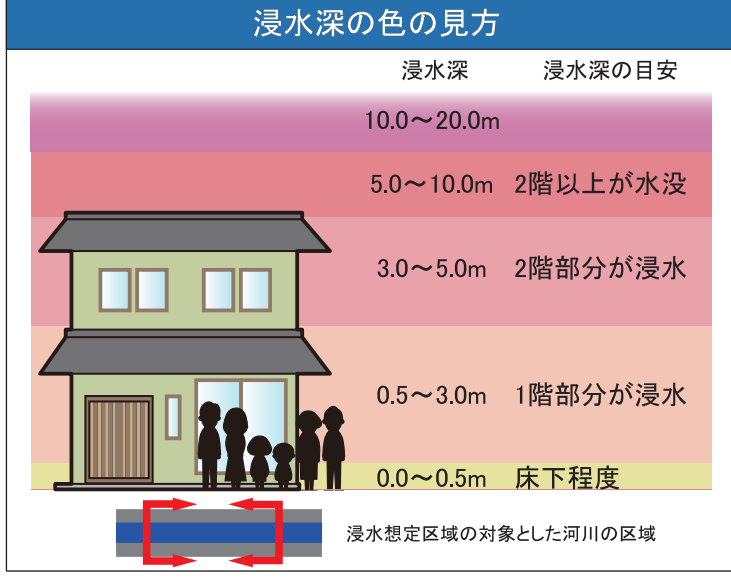 浸水深の色の見方
浸水深 浸水深の目安
10.0～20.0m
5.0～10.0m 2階以上が水没
3.0～5.0m 2階部分が浸水
0.5～3.0m 1階部分が浸水
0.0～0.5m 床下程度
浸水想定区域の対象とした河川の区域